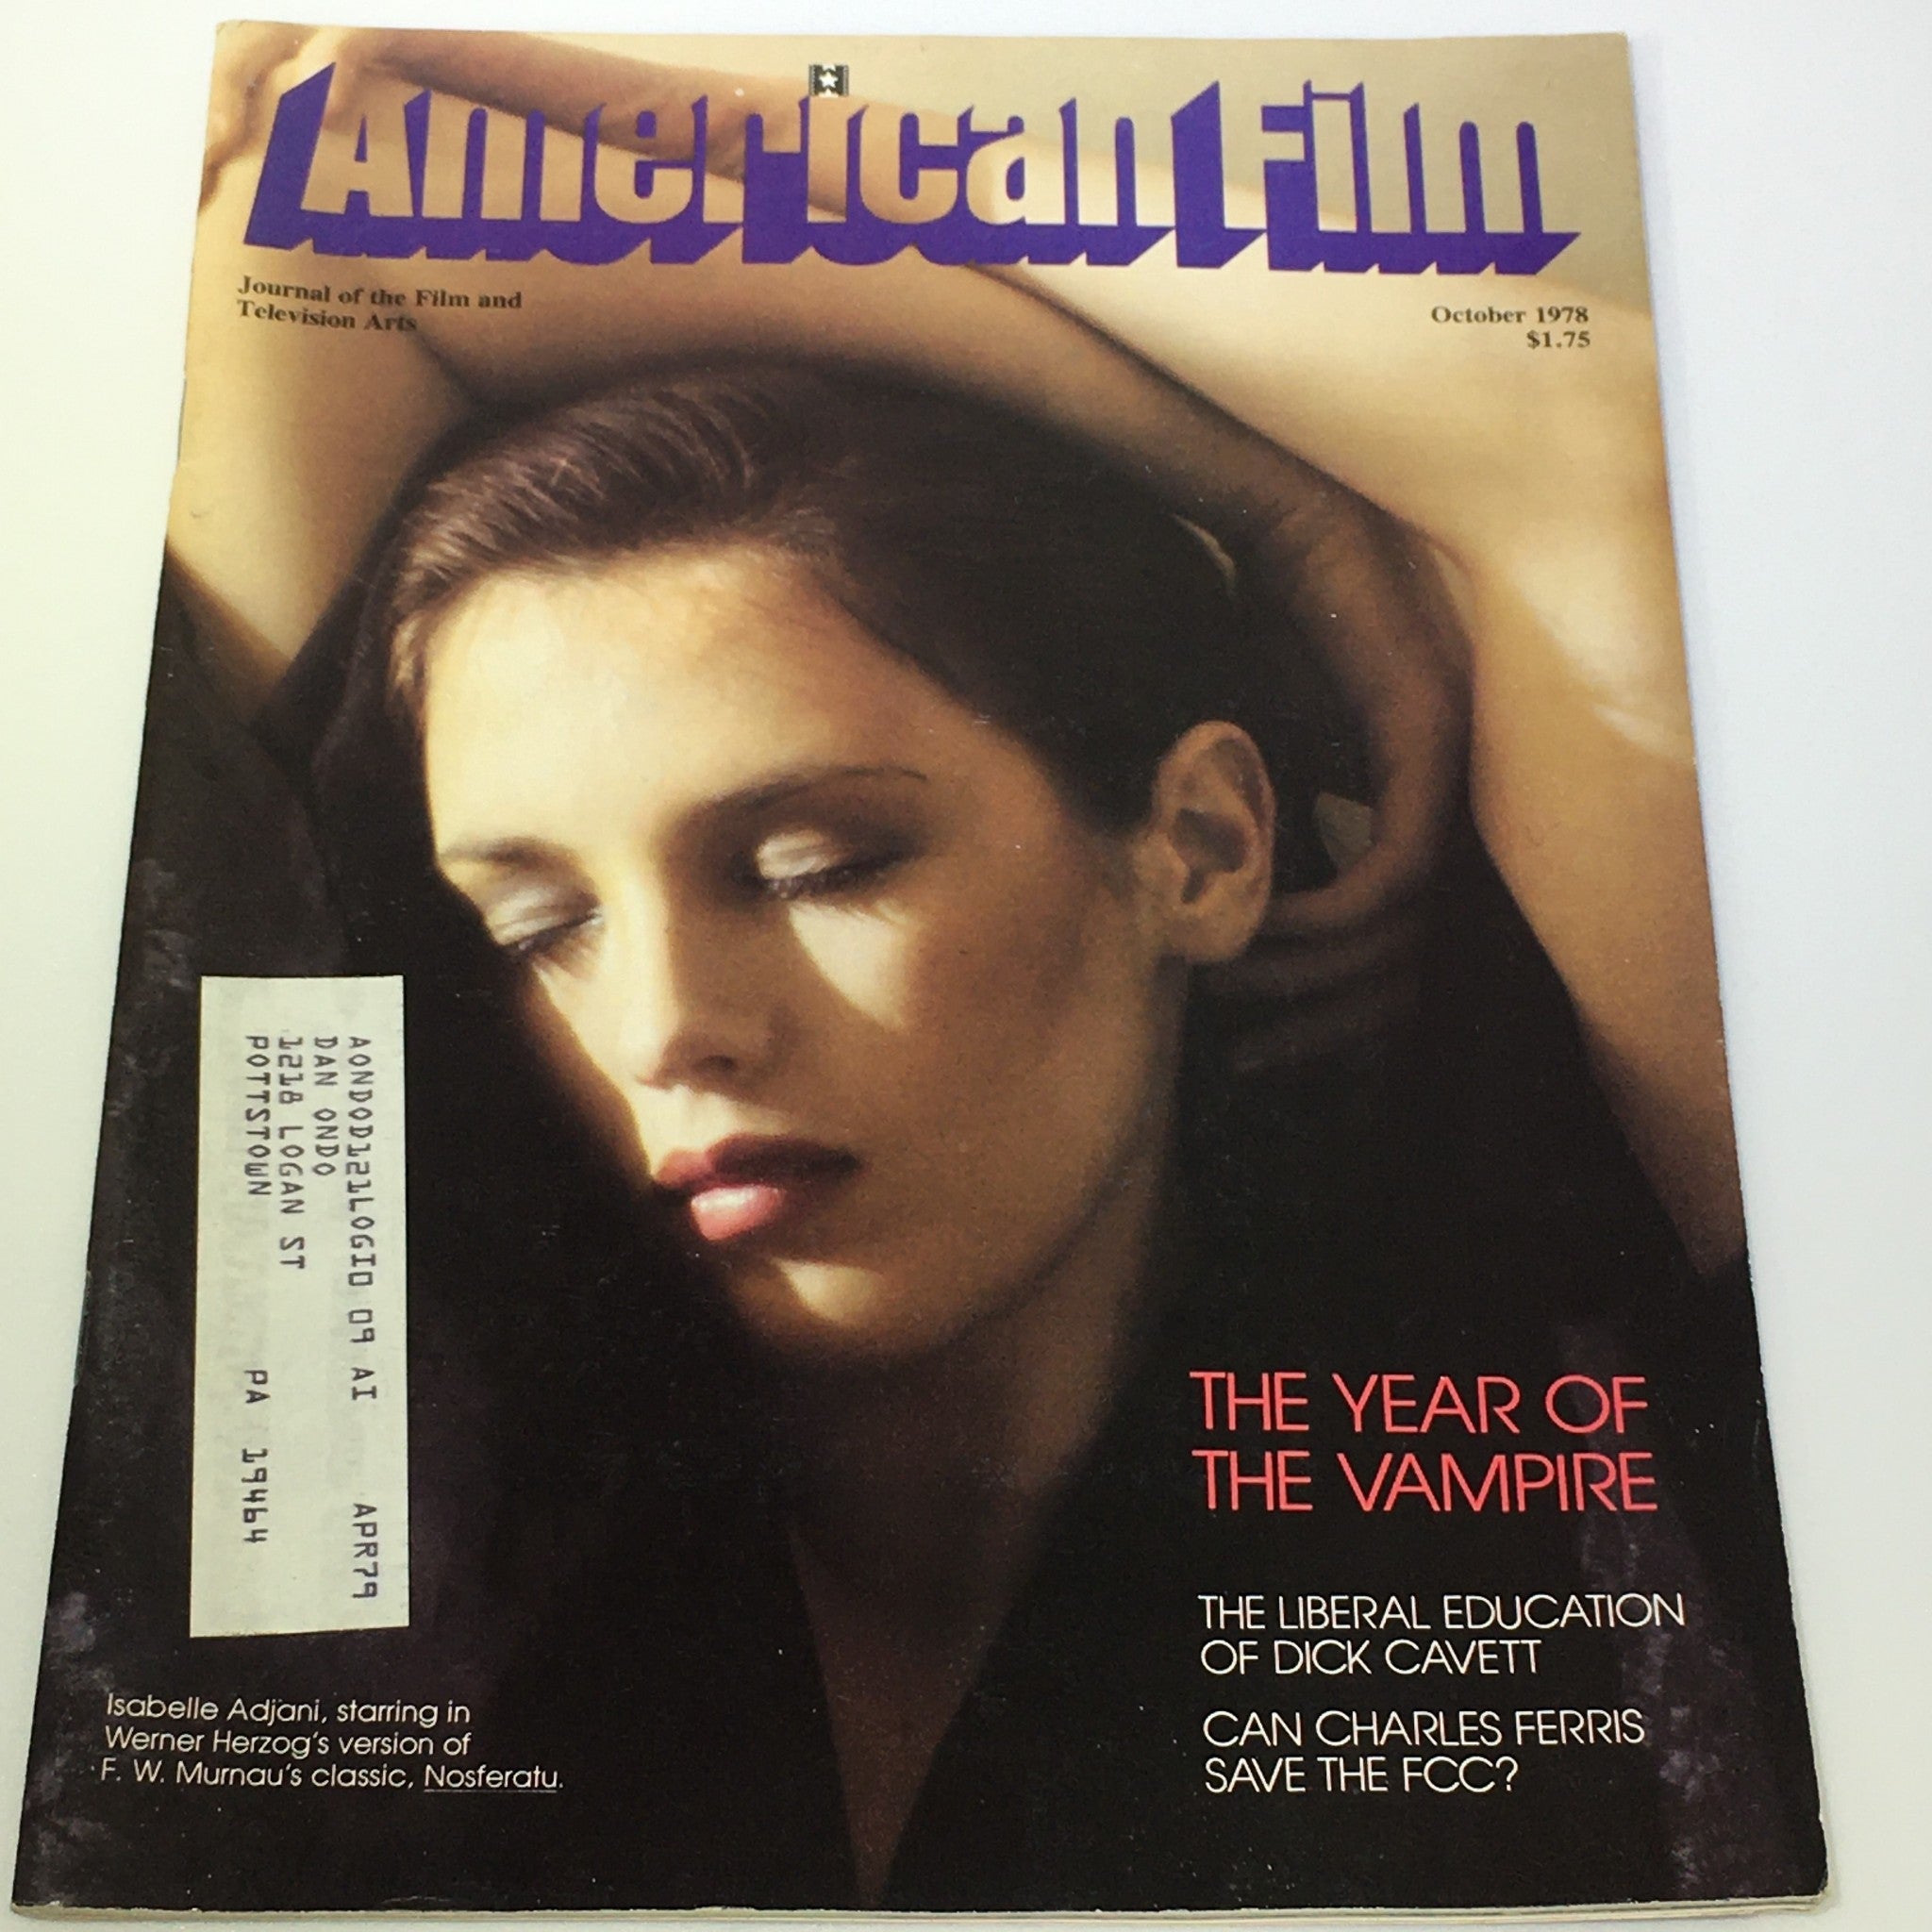 American Film
Journal of the Film and
Television Arts
October 1978
$1.75
AONDOD121LOGIO 09 AI APR79
DAN ONDO
1218 LOGAN ST
POTTSTOWN PA 19464
THE YEAR OF
THE VAMPIRE
THE LIBERAL EDUCATION
OF DICK CAVETT
CAN CHARLES FERRIS
SAVE THE FCC?
Isabelle Adjani, starring in
Werner Herzog's version of
F. W. Murnau's classic, Nosferatu.